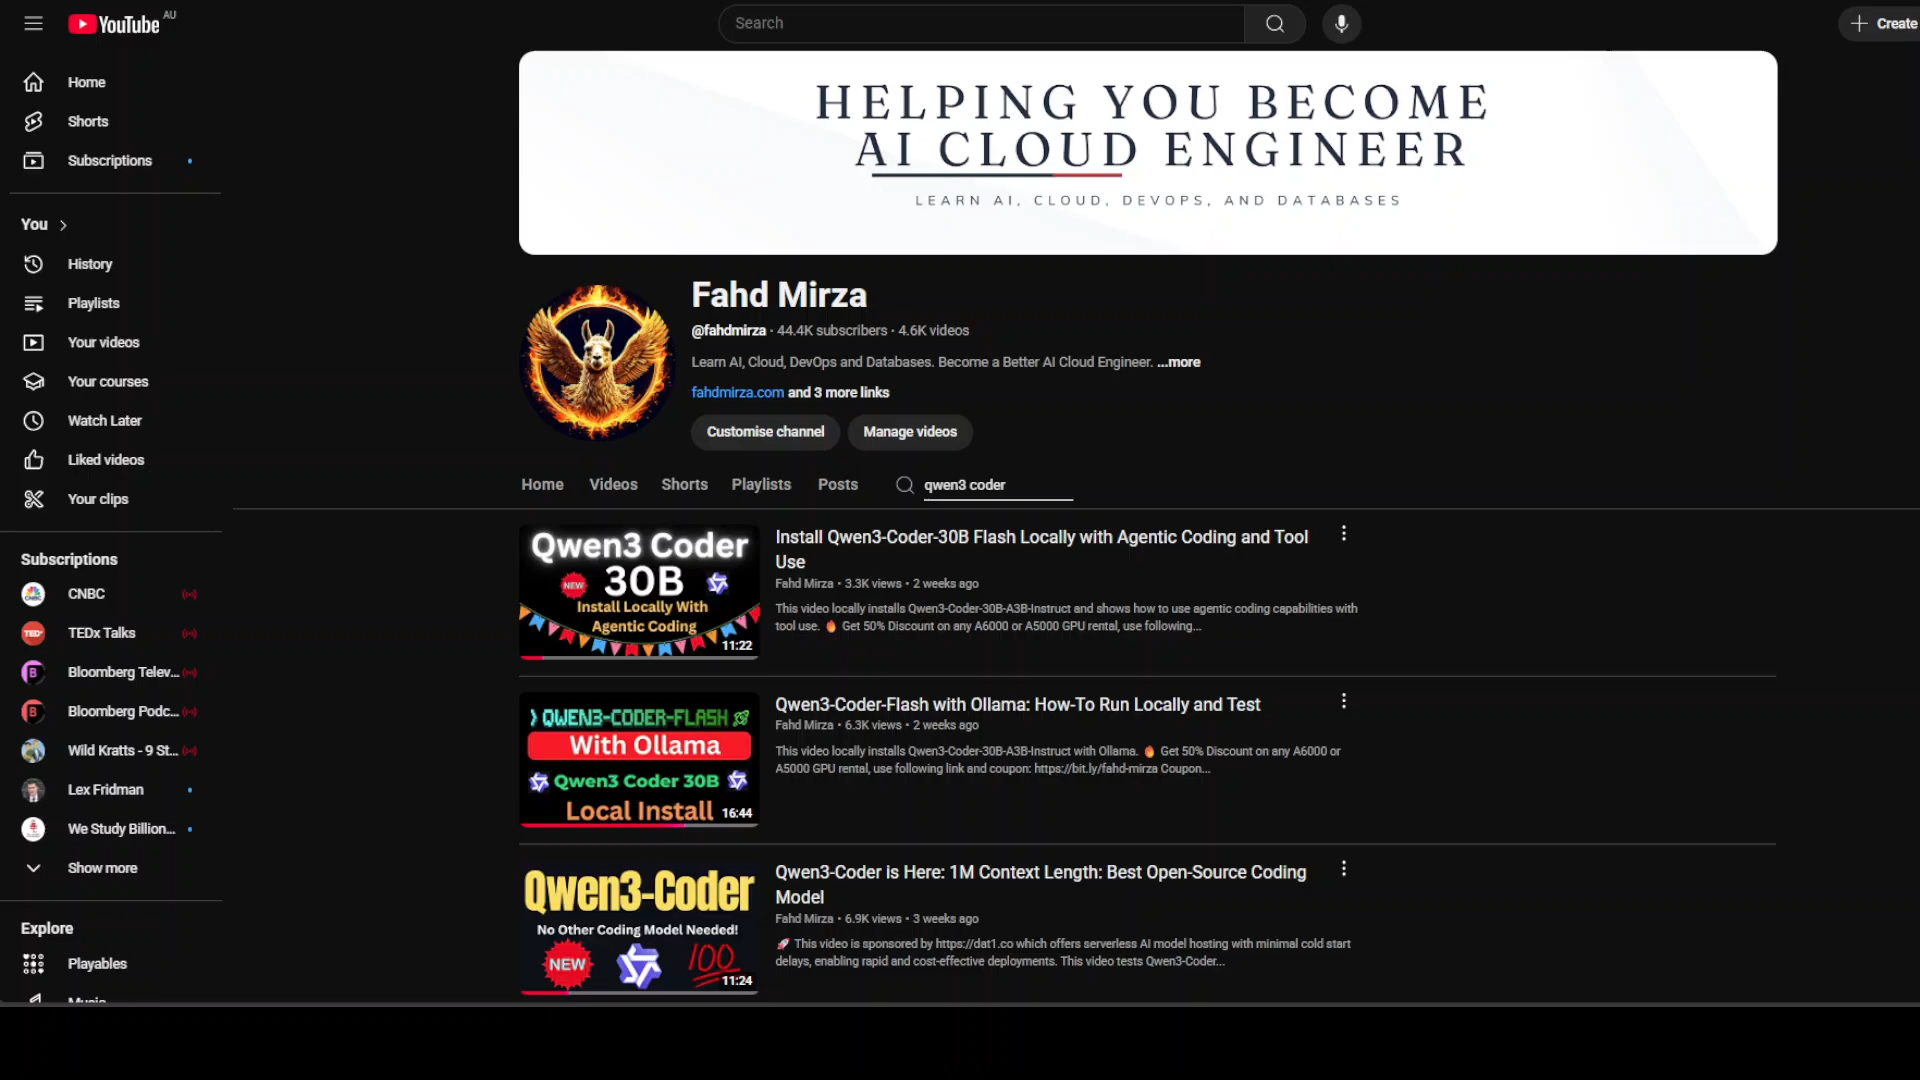 YouTube AU
Search
Create
Home
Shorts
Subscriptions
You
History
Playlists
Your videos
Your courses
Watch Later
Liked videos
Your clips
Subscriptions
CNBC
TEDx Talks
Bloomberg Telev...
Bloomberg Podc...
Wild Kratts - 9 St...
Lex Fridman
We Study Billion...
Show more
Explore
Playables
Music
HELPING YOU BECOME
AI CLOUD ENGINEER
LEARN AI, CLOUD, DEVOPS, AND DATABASES
Fahd Mirza
@fahdmirza • 44.4K subscribers • 4.6K videos
Learn AI, Cloud, DevOps and Databases. Become a Better AI Cloud Engineer. ...more
fahdmirza.com and 3 more links
Customise channel Manage videos
Home Videos Shorts Playlists Posts qwen3 coder
Qwen3 Coder
NEW 30B
Install Locally With
Agentic Coding
11:22
Install Qwen3-Coder-30B Flash Locally with Agentic Coding and Tool
Use
Fahd Mirza • 3.3K views • 2 weeks ago
This video locally installs Qwen3-Coder-30B-A3B-Instruct and shows how to use agentic coding capabilities with
tool use. 🔥 Get 50% Discount on any A6000 or A5000 GPU rental, use following...
QWEN3-CODER-FLASH
With Ollama
Qwen3 Coder 30B
Local Install
16:44
Qwen3-Coder-Flash with Ollama: How-To Run Locally and Test
Fahd Mirza • 6.3K views • 2 weeks ago
This video locally installs Qwen3-Coder-30B-A3B-Instruct with Ollama. 🔥 Get 50% Discount on any A6000 or
A5000 GPU rental, use following link and coupon: https://bit.ly/fahd-mirza Coupon...
Qwen3-Coder
No Other Coding Model Needed!
NEW 100
11:24
Qwen3-Coder is Here: 1M Context Length: Best Open-Source Coding
Model
Fahd Mirza • 6.9K views • 3 weeks ago
🚀 This video is sponsored by https://dat1.co which offers serverless AI model hosting with minimal cold start
delays, enabling rapid and cost-effective deployments. This video tests Qwen3-Coder...